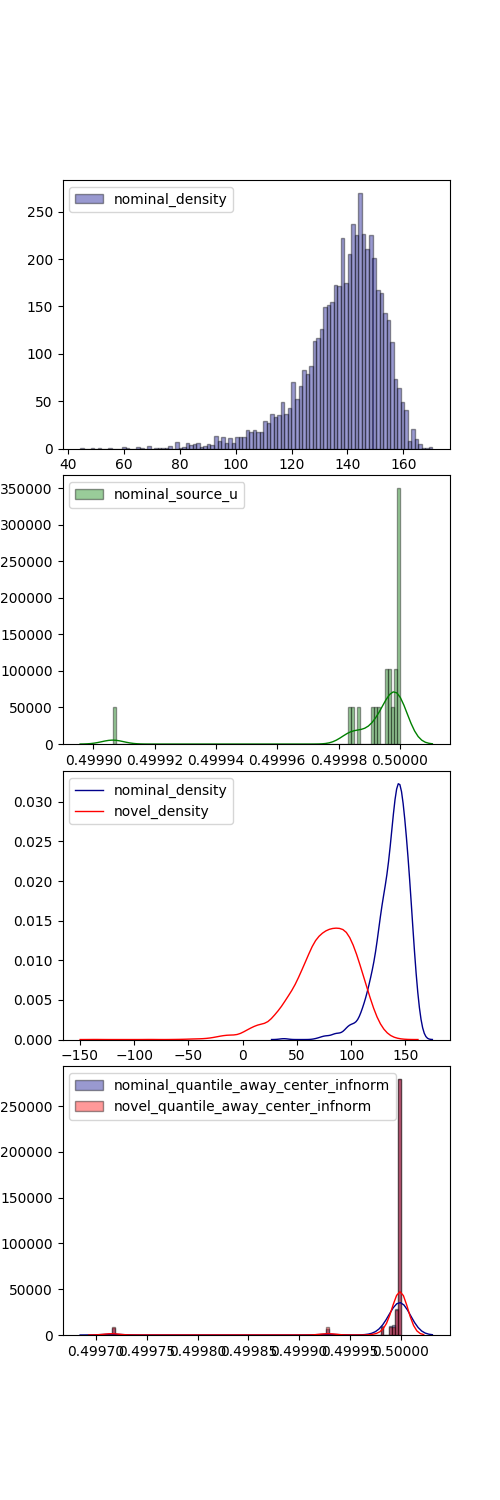 nominal_density
250
200
150
100
50
0
40 60 80 100 120 140 160
nominal_source_u
350000
300000
250000
200000
150000
100000
50000
0
0.49990 0.49992 0.49994 0.49996 0.49998 0.50000
nominal_density
novel_density
0.030
0.025
0.020
0.015
0.010
0.005
0.000
−150 −100 −50 0 50 100 150
nominal_quantile_away_center_infnorm
novel_quantile_away_center_infnorm
250000
200000
150000
100000
50000
0
0.49970 0.49975 0.49980 0.49985 0.49990 0.49995 0.50000